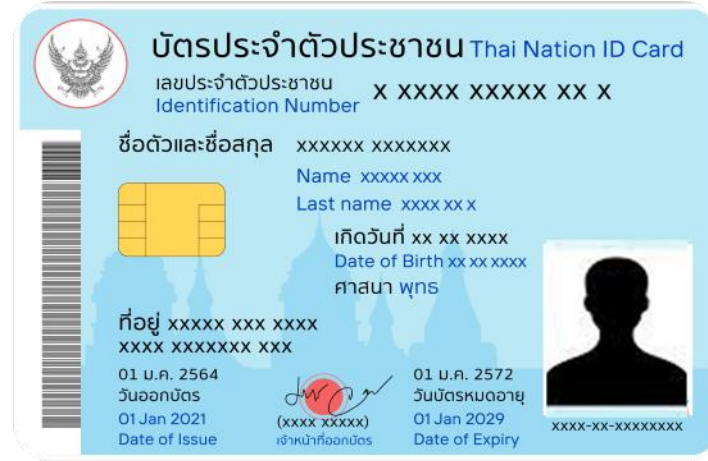 บัตรประจำตัวประชาชน Thai Nation ID Card
เลขประจำตัวประชาชน
Identification Number X XXXX XXXXX XX X
ชื่อตัวและชื่อสกุล xxxxxx xxxxxxx
Name xxxxx xxx
Last name xxxx xx x
เกิดวันที่ xx xx xxxx
Date of Birth xx xx xxxx
ศาสนา พุทธ
ที่อยู่ xxxxx xxx xxxx
xxxx xxxxxxx xxx
01 ม.ค. 2564
วันออกบัตร
01 Jan 2021
Date of Issue
(xxxx xxxxx)
เจ้าหน้าที่ออกบัตร
01 ม.ค. 2572
วันบัตรหมดอายุ
01 Jan 2029
Date of Expiry
xxxx-xx-xxxxxxxx